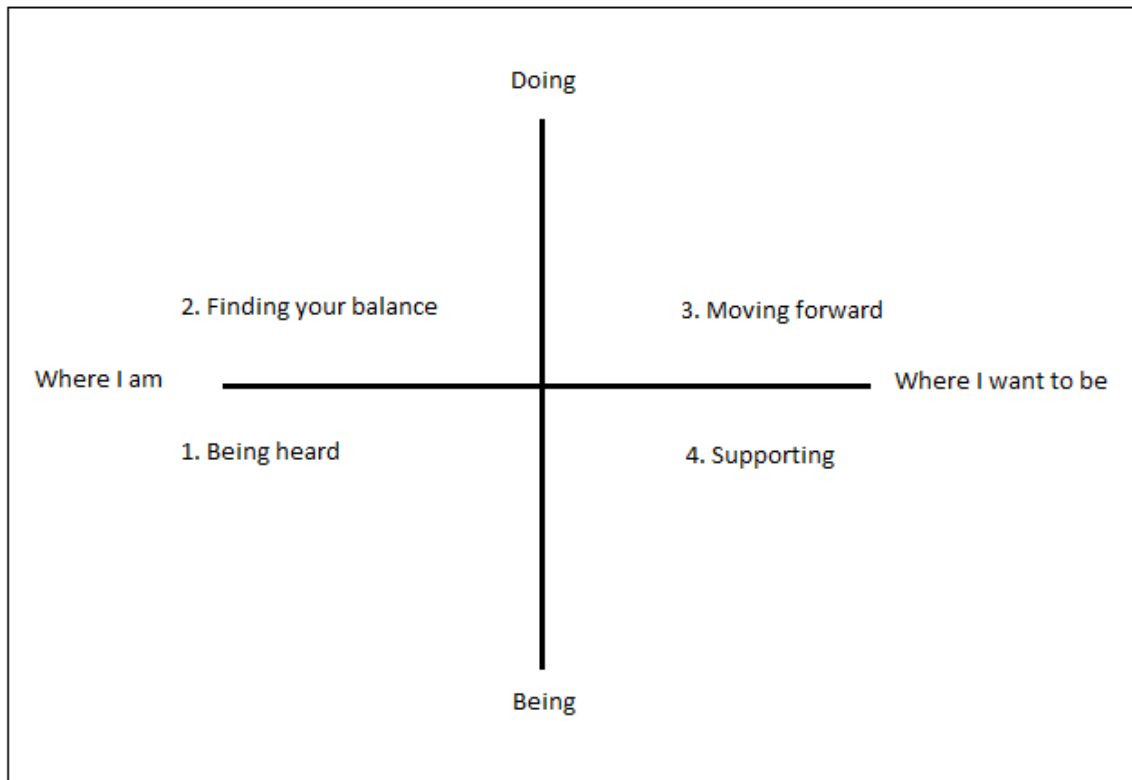 Doing
2. Finding your balance
3. Moving forward
Where I am
Where I want to be
1. Being heard
4. Supporting
Being